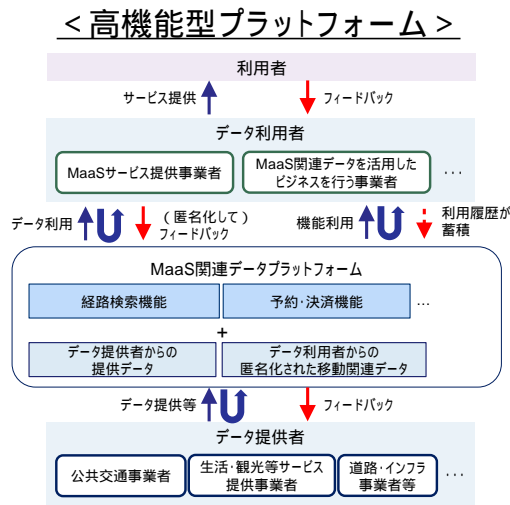 ＜高機能型プラットフォーム＞
利用者
サービス提供
フィードバック
データ利用者
MaaSサービス提供事業者
MaaS関連データを活用した
ビジネスを行う事業者
…
データ利用
（匿名化して）
フィードバック
機能利用
利用履歴が
蓄積
MaaS関連データプラットフォーム
経路検索機能
予約・決済機能
…
+
データ提供者からの
提供データ
データ利用者からの
匿名化された移動関連データ
データ提供等
フィードバック
データ提供者
公共交通事業者
生活・観光等サービス
提供事業者
道路・インフラ
事業者等
…